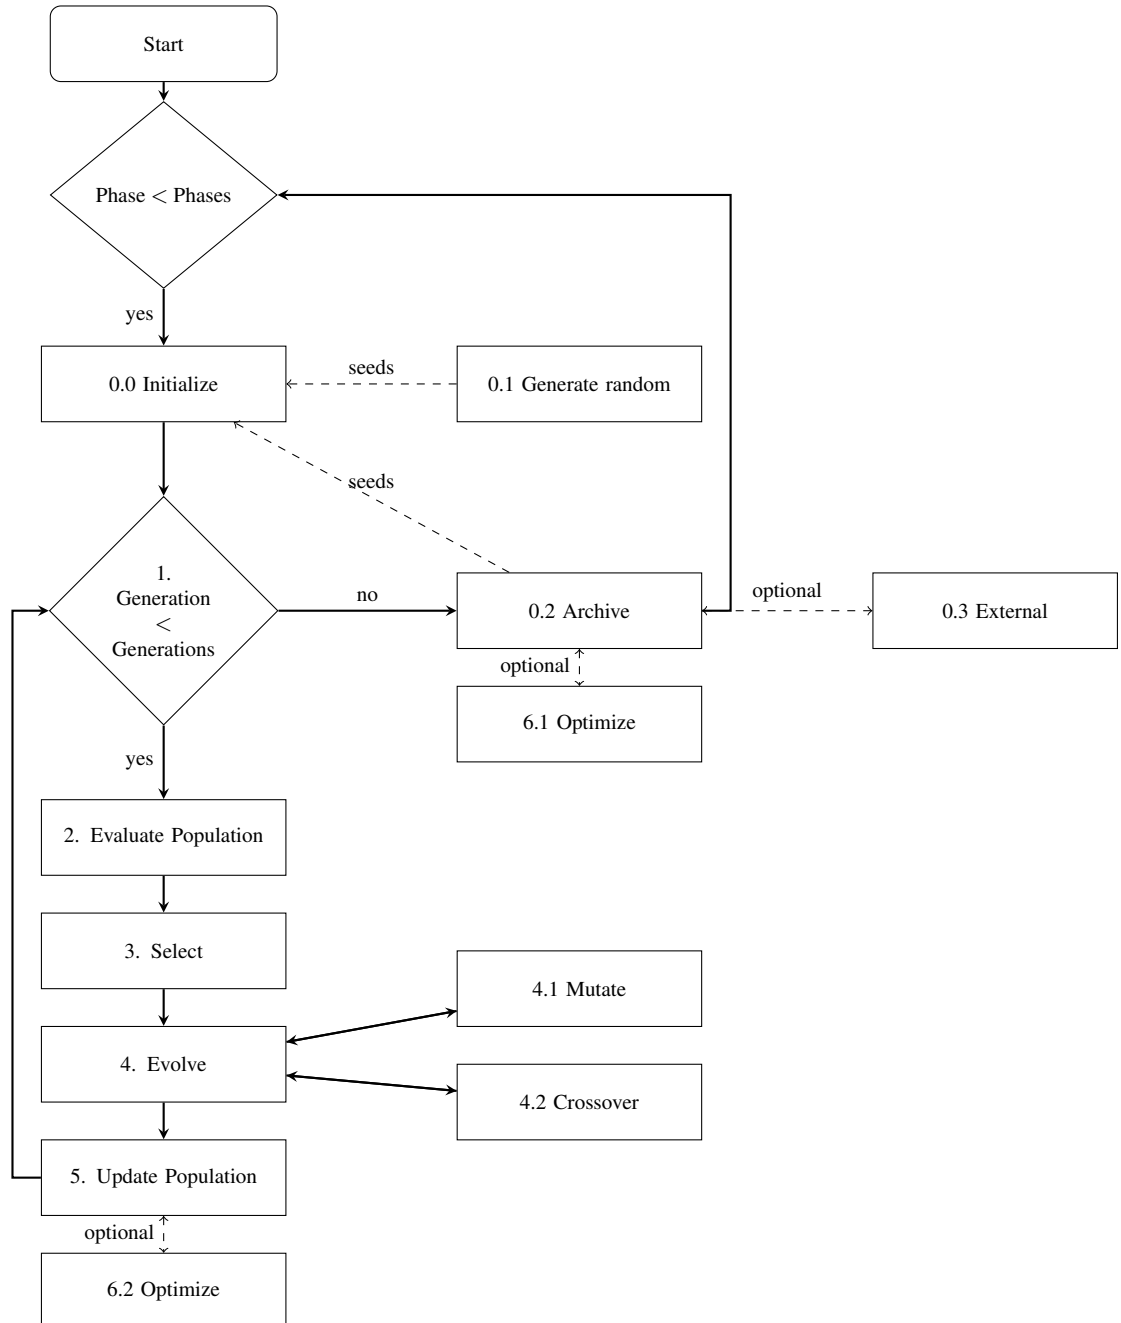 Start
Phase < Phases
yes
0.0 Initialize
seeds
0.1 Generate random
seeds
1.
Generation
<
Generations
no
0.2 Archive
optional
0.3 External
optional
6.1 Optimize
yes
2. Evaluate Population
3. Select
4.1 Mutate
4. Evolve
4.2 Crossover
5. Update Population
optional
6.2 Optimize